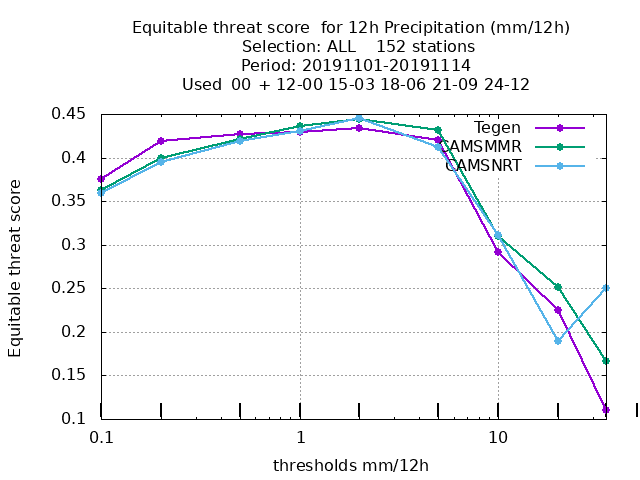 Equitable threat score  for 12h Precipitation (mm/12h)
Selection: ALL    152 stations
Period: 20191101-20191114
Used  00 + 12-00 15-03 18-06 21-09 24-12
Equitable threat score
0.45
0.4
0.35
0.3
0.25
0.2
0.15
0.1
Tegen
CAMSMMR
CAMSNRT
0.1
1
10
thresholds mm/12h